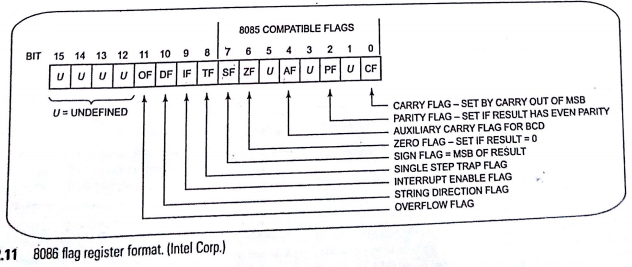 8085 COMPATIBLE FLAGS
BIT 15 14 13 12 11 10 9 8 7 6 5 4 3 2 1 0
U U U U OF DF IF TF SF ZF U AF U PF U CF
U = UNDEFINED
CARRY FLAG – SET BY CARRY OUT OF MSB
PARITY FLAG – SET IF RESULT HAS EVEN PARITY
AUXILIARY CARRY FLAG FOR BCD
ZERO FLAG – SET IF RESULT = 0
SIGN FLAG = MSB OF RESULT
SINGLE STEP TRAP FLAG
INTERRUPT ENABLE FLAG
STRING DIRECTION FLAG
OVERFLOW FLAG
.11 8086 flag register format. (Intel Corp.)